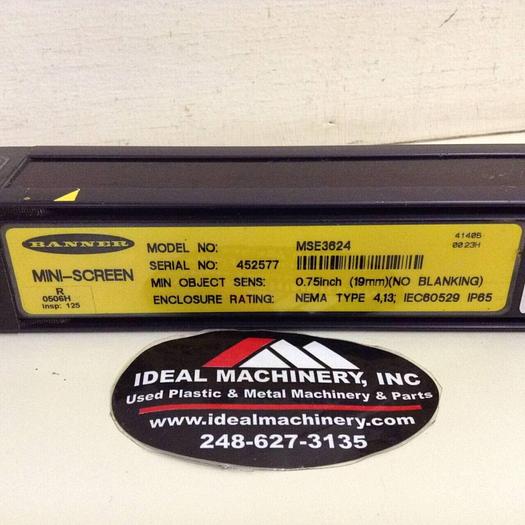 BANNER
MINI-SCREEN
R
0506H
insp: 125
MODEL NO: MSE3624
SERIAL NO: 452577
MIN OBJECT SENS: 0.75inch (19mm)(NO BLANKING)
ENCLOSURE RATING: NEMA TYPE 4,13; IEC60529 IP65
41405
0023H
IDEAL MACHINERY, INC
Used Plastic & Metal Machinery & Parts
www.idealmachinery.com
248-627-3135